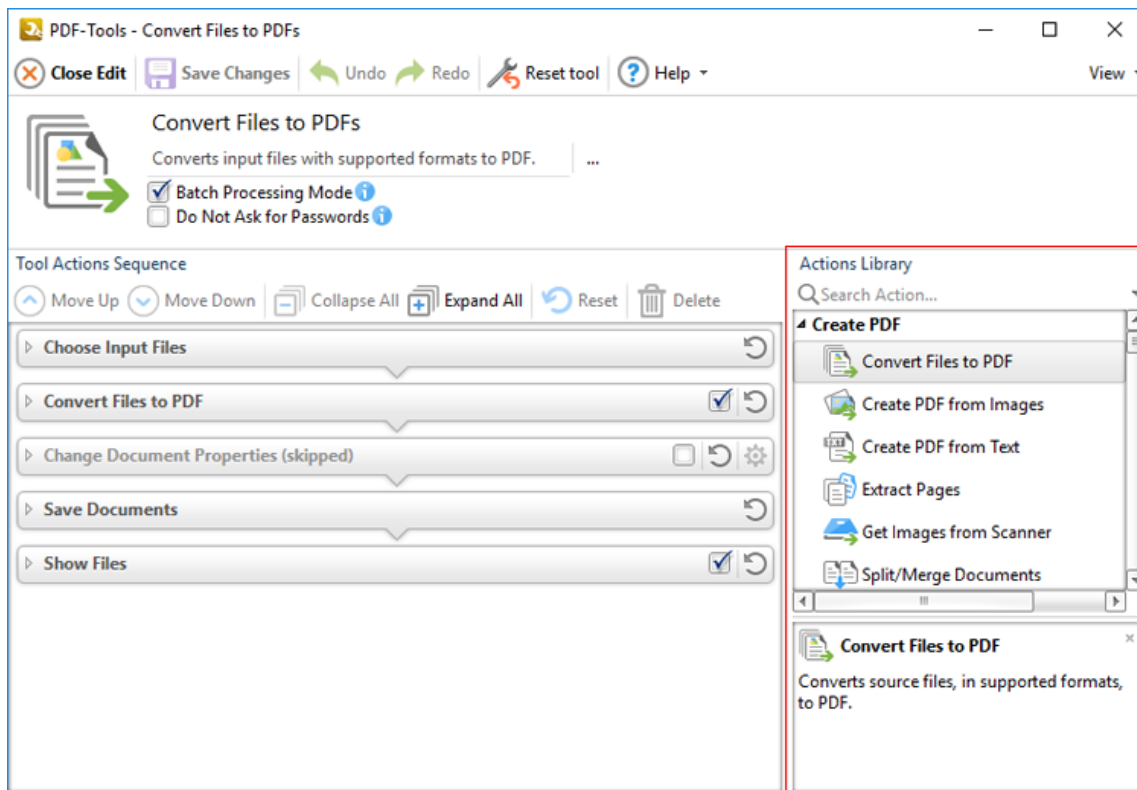 PDF-Tools - Convert Files to PDFs
Close Edit Save Changes Undo Redo Reset tool ? Help View
Convert Files to PDFs
Converts input files with supported formats to PDF. ...
Batch Processing Mode i
Do Not Ask for Passwords i
Tool Actions Sequence
Move Up Move Down Collapse All Expand All Reset Delete
Choose Input Files
Convert Files to PDF
Change Document Properties (skipped)
Save Documents
Show Files
Actions Library
Search Action...
Create PDF
Convert Files to PDF
Create PDF from Images
Create PDF from Text
Extract Pages
Get Images from Scanner
Split/Merge Documents
Convert Files to PDF
Converts source files, in supported formats,
to PDF.